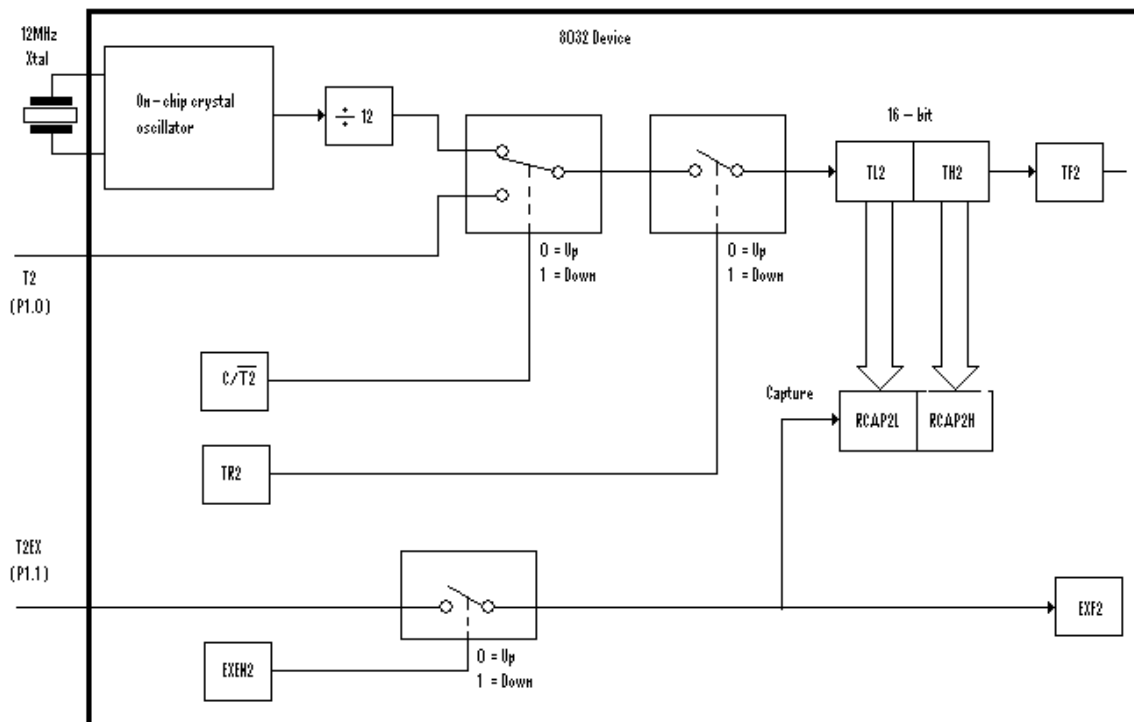 12MHz
Xtal
8032 Device
On-chip crystal
oscillator
÷ 12
16 - bit
TL2
TH2
TF2
0 = Up
1 = Down
0 = Up
1 = Down
T2
(P1.0)
C/T̅2̅
Capture
RCAP2L
RCAP2H
TR2
T2EX
(P1.1)
EXF2
EXEN2
0 = Up
1 = Down